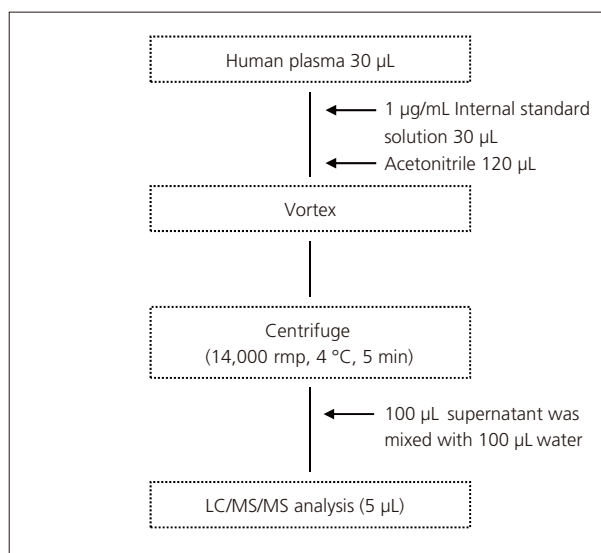 Human plasma 30 µL
1 µg/mL Internal standard
solution 30 µL
Acetonitrile 120 µL
Vortex
Centrifuge
(14,000 rmp, 4 °C, 5 min)
100 µL supernatant was
mixed with 100 µL water
LC/MS/MS analysis (5 µL)